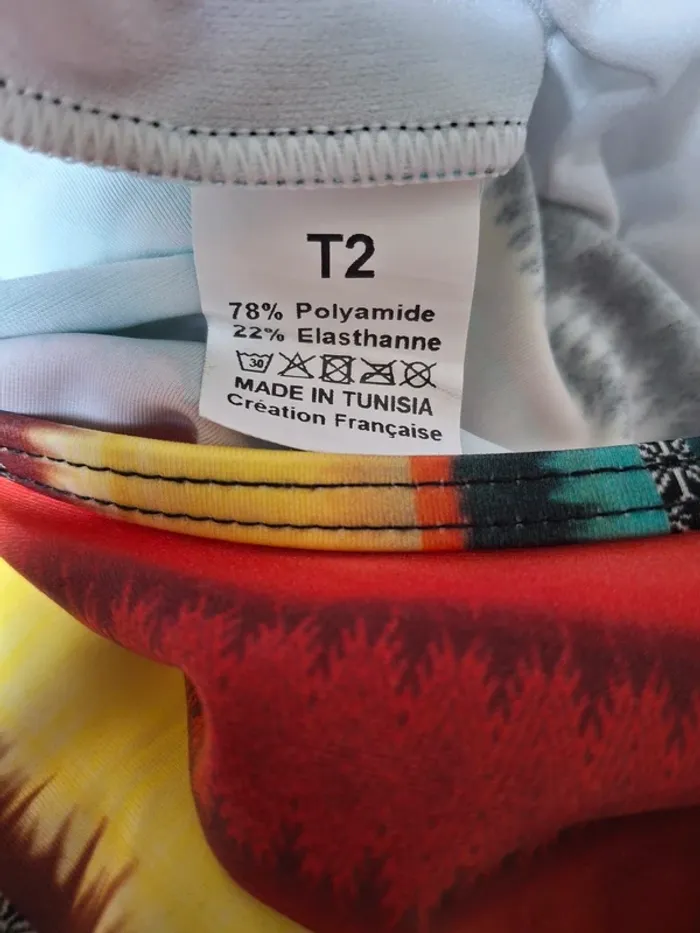 T2
78% Polyamide
22% Elasthanne
30
MADE IN TUNISIA
Création Française